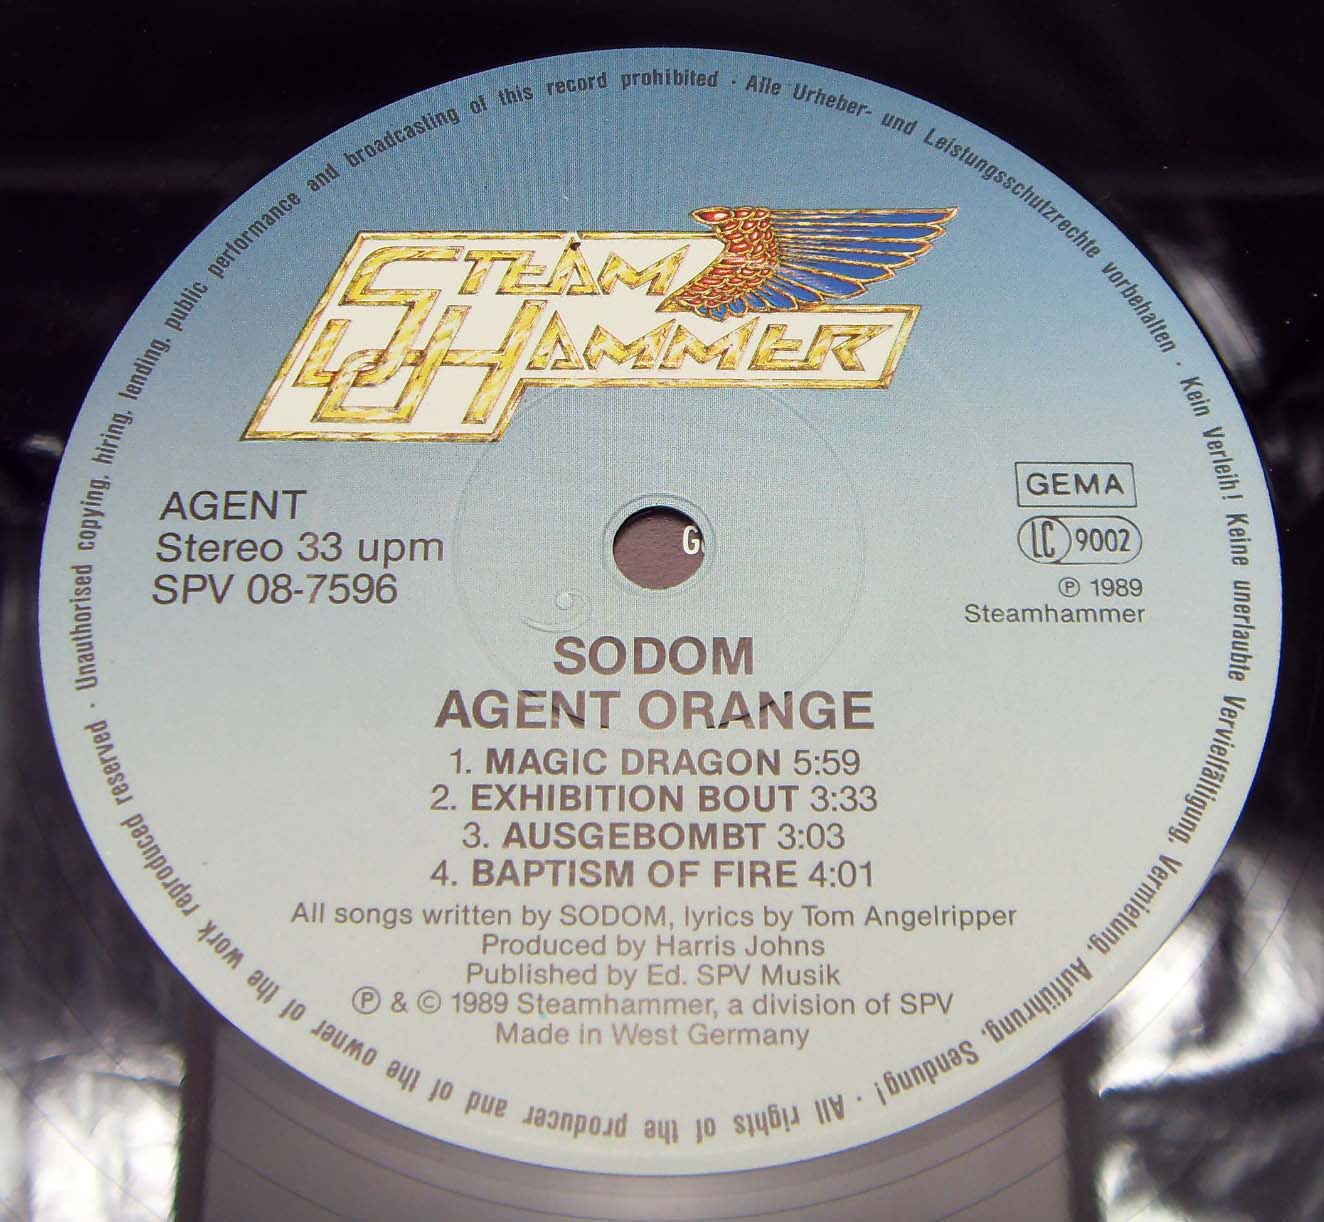 Unauthorised copying, hiring, lending, public performance and broadcasting of this record prohibited · Alle Urheber- und Leistungsschutzrechte vorbehalten · Kein Verleih! Keine unerlaubte Vervielfältigung, Vermietung, Aufführung, Sendung! · All rights of the producer and of the owner of the work reproduced reserved ·
STEAM
HAMMER
AGENT
Stereo 33 upm
SPV 08-7596
GEMA
LC 9002
℗ 1989
Steamhammer
SODOM
AGENT ORANGE
1. MAGIC DRAGON 5:59
2. EXHIBITION BOUT 3:33
3. AUSGEBOMBT 3:03
4. BAPTISM OF FIRE 4:01
All songs written by SODOM, lyrics by Tom Angelripper
Produced by Harris Johns
Published by Ed. SPV Musik
℗ & © 1989 Steamhammer, a division of SPV
Made in West Germany